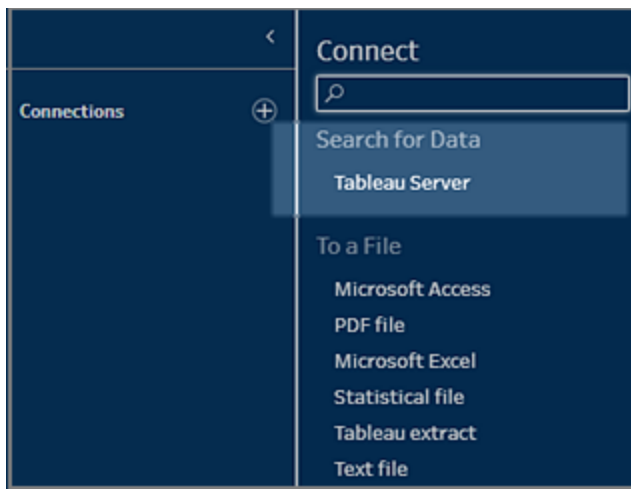 Connections
Connect
Search for Data
Tableau Server
To a File
Microsoft Access
PDF file
Microsoft Excel
Statistical file
Tableau extract
Text file